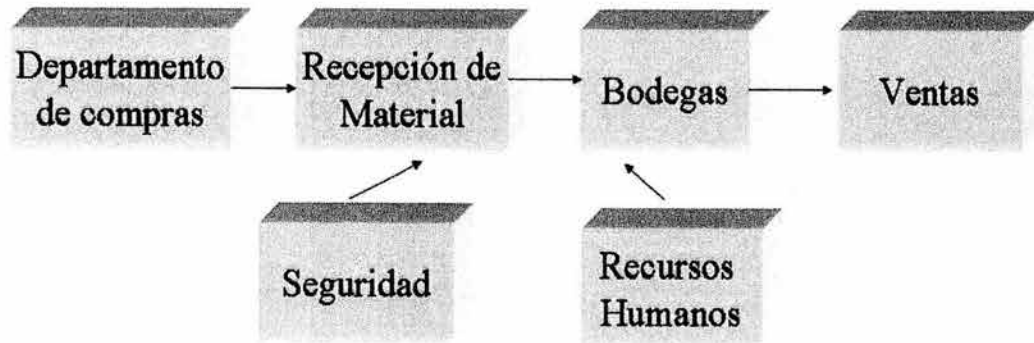 Departamento
de compras
Recepción de
Material
Bodegas
Ventas
Seguridad
Recursos
Humanos